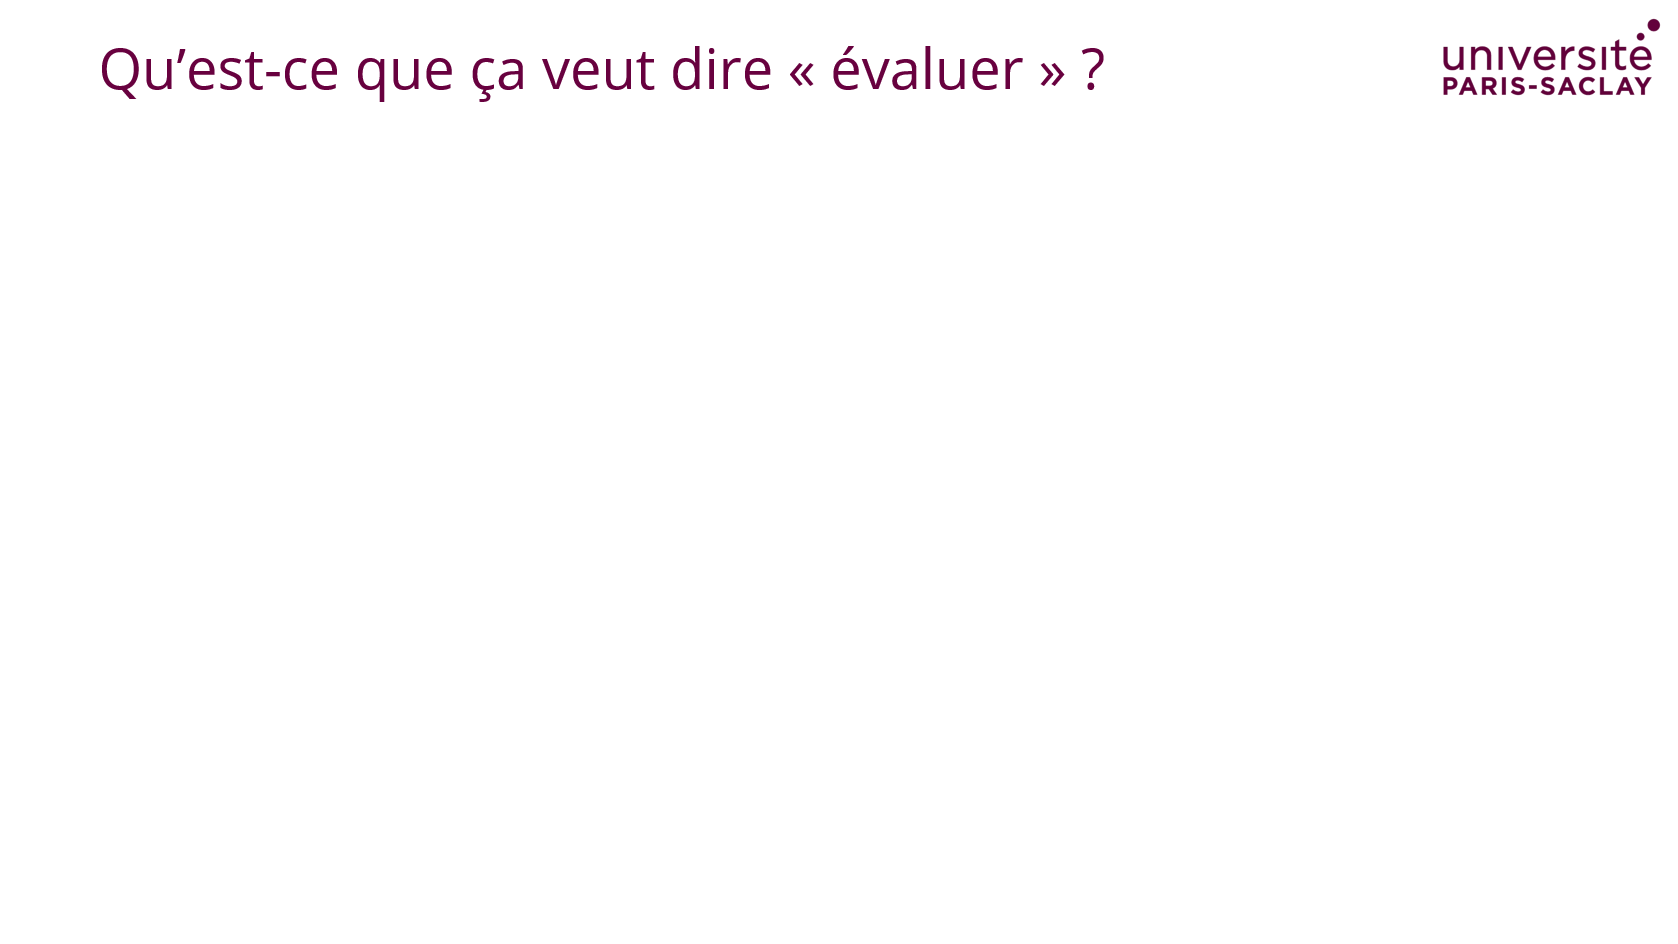 Qu’est-ce que ça veut dire « évaluer » ?
université
PARIS-SACLAY